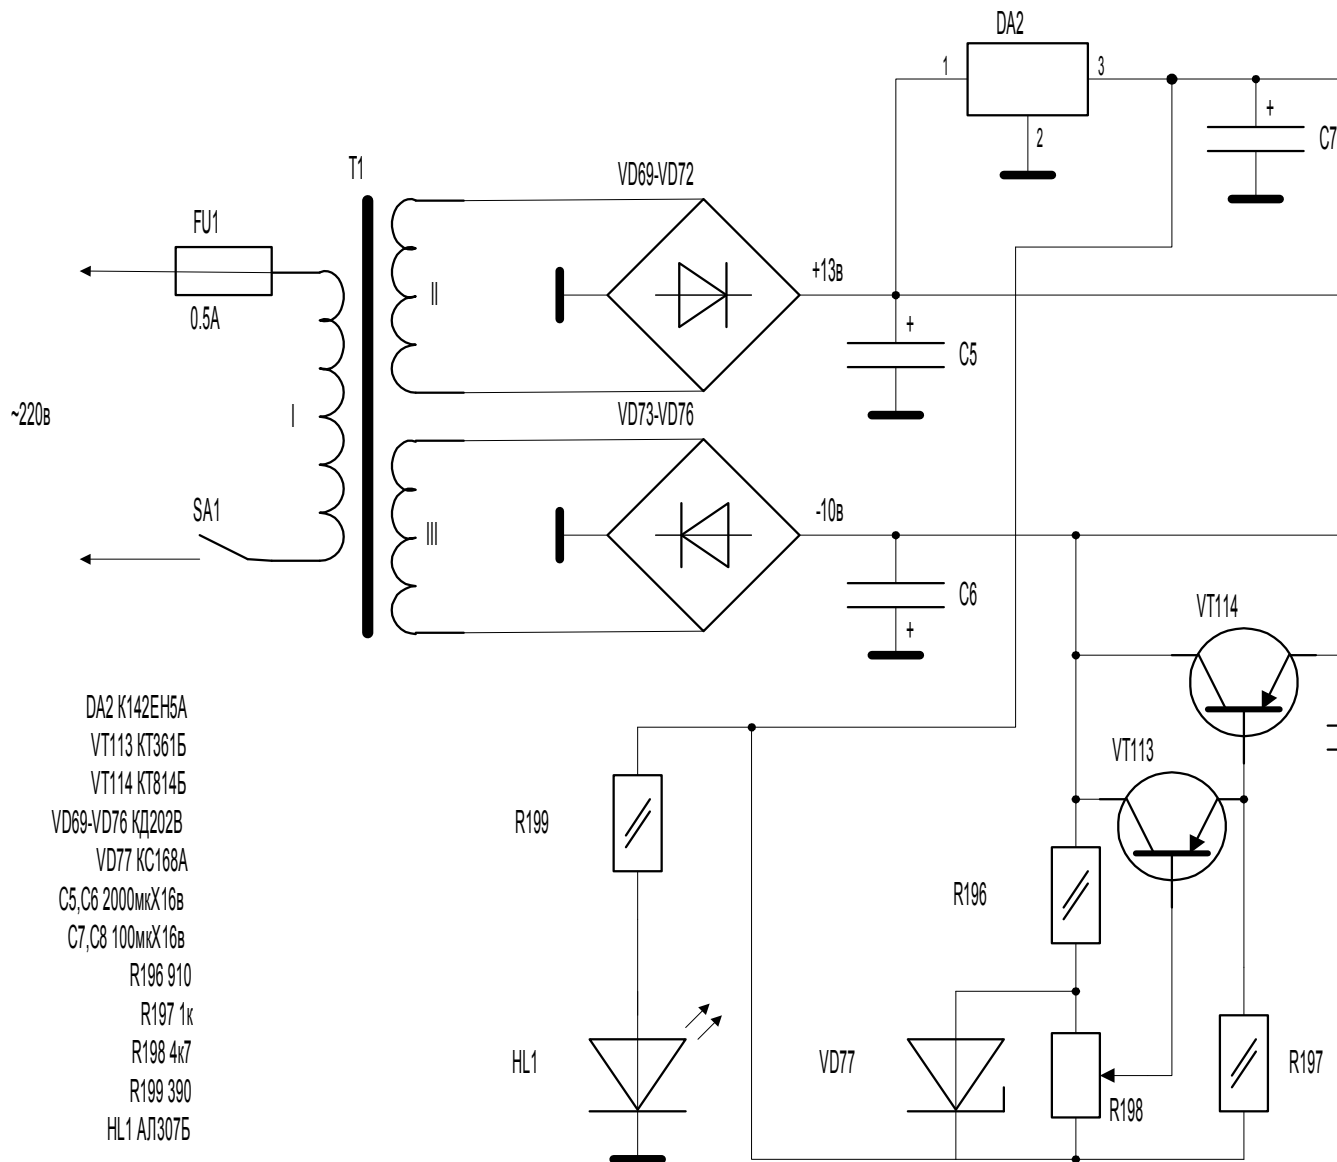 DA2
1
3
2
+
C7
T1
VD69-VD72
FU1
0.5A
II
+13в
+
C5
~220в
I
VD73-VD76
SA1
III
-10в
C6
+
VT114
DA2 К142ЕН5А
VT113 КТ361Б
VT114 КТ814Б
VD69-VD76 КД202В
VD77 КС168А
C5,C6 2000мкХ16в
C7,C8 100мкХ16в
R196 910
R197 1к
R198 4к7
R199 390
HL1 АЛ307Б
VT113
R199
R196
HL1
VD77
R198
R197